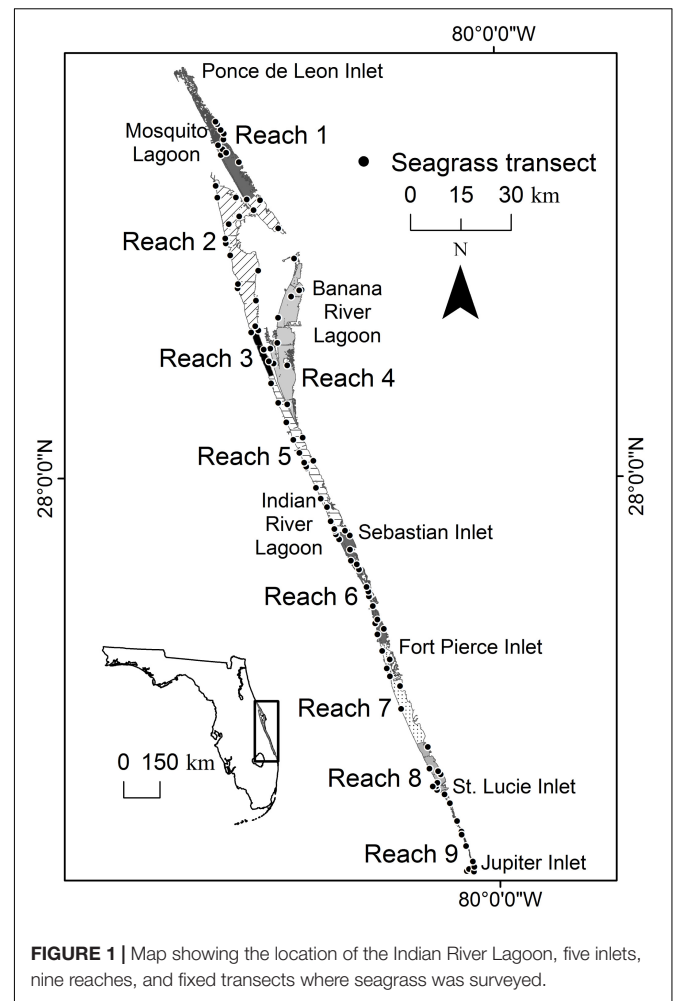 80°0'0"W
Ponce de Leon Inlet
Mosquito
Lagoon
Reach 1
Seagrass transect
0 15 30 km
N
Reach 2
Banana
River
Lagoon
Reach 3
Reach 4
28°0'0"N
28°0'0"N
Reach 5
Indian
River
Lagoon
Sebastian Inlet
Reach 6
Fort Pierce Inlet
Reach 7
0 150 km
Reach 8
St. Lucie Inlet
Reach 9
Jupiter Inlet
80°0'0"W
FIGURE 1 | Map showing the location of the Indian River Lagoon, five inlets,
nine reaches, and fixed transects where seagrass was surveyed.